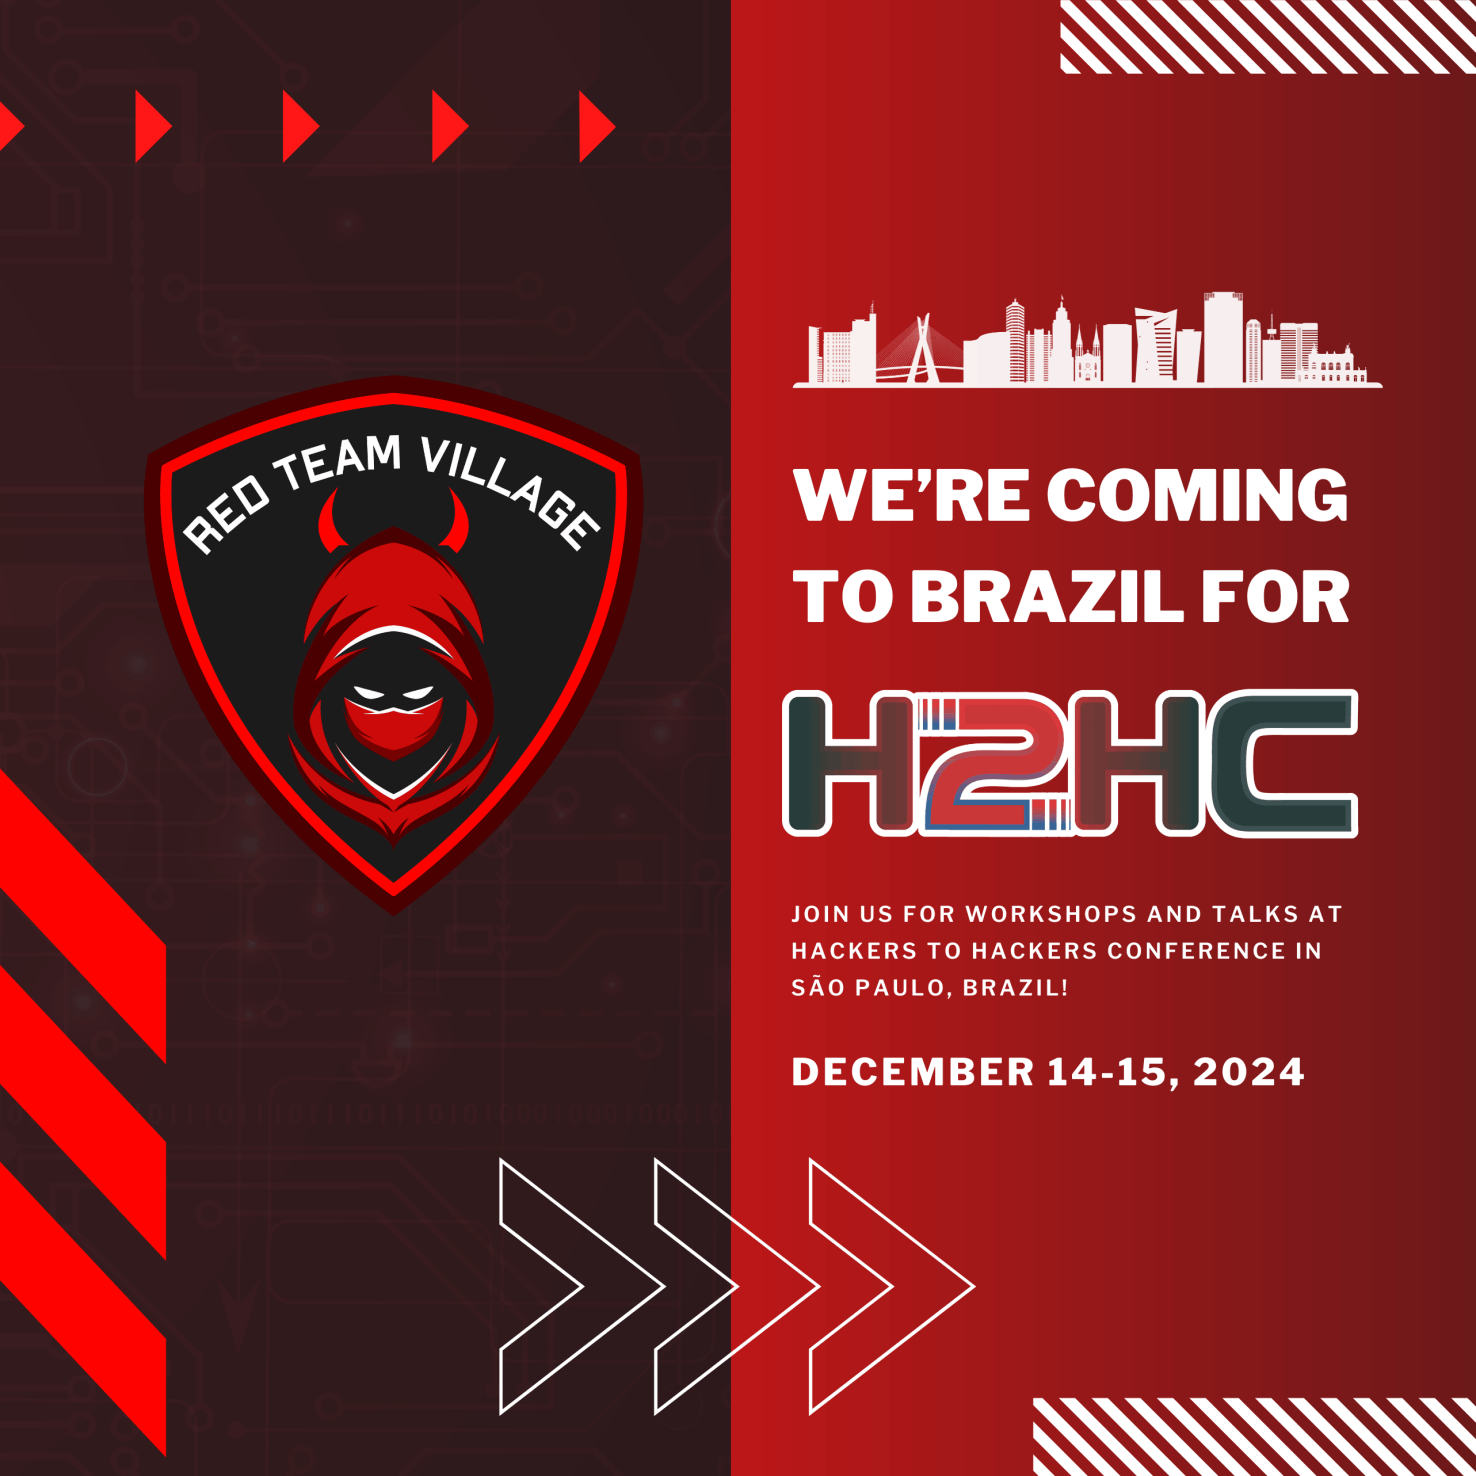 RED TEAM VILLAGE
WE’RE COMING
TO BRAZIL FOR
H2HC
JOIN US FOR WORKSHOPS AND TALKS AT
HACKERS TO HACKERS CONFERENCE IN
SÃO PAULO, BRAZIL!
DECEMBER 14-15, 2024